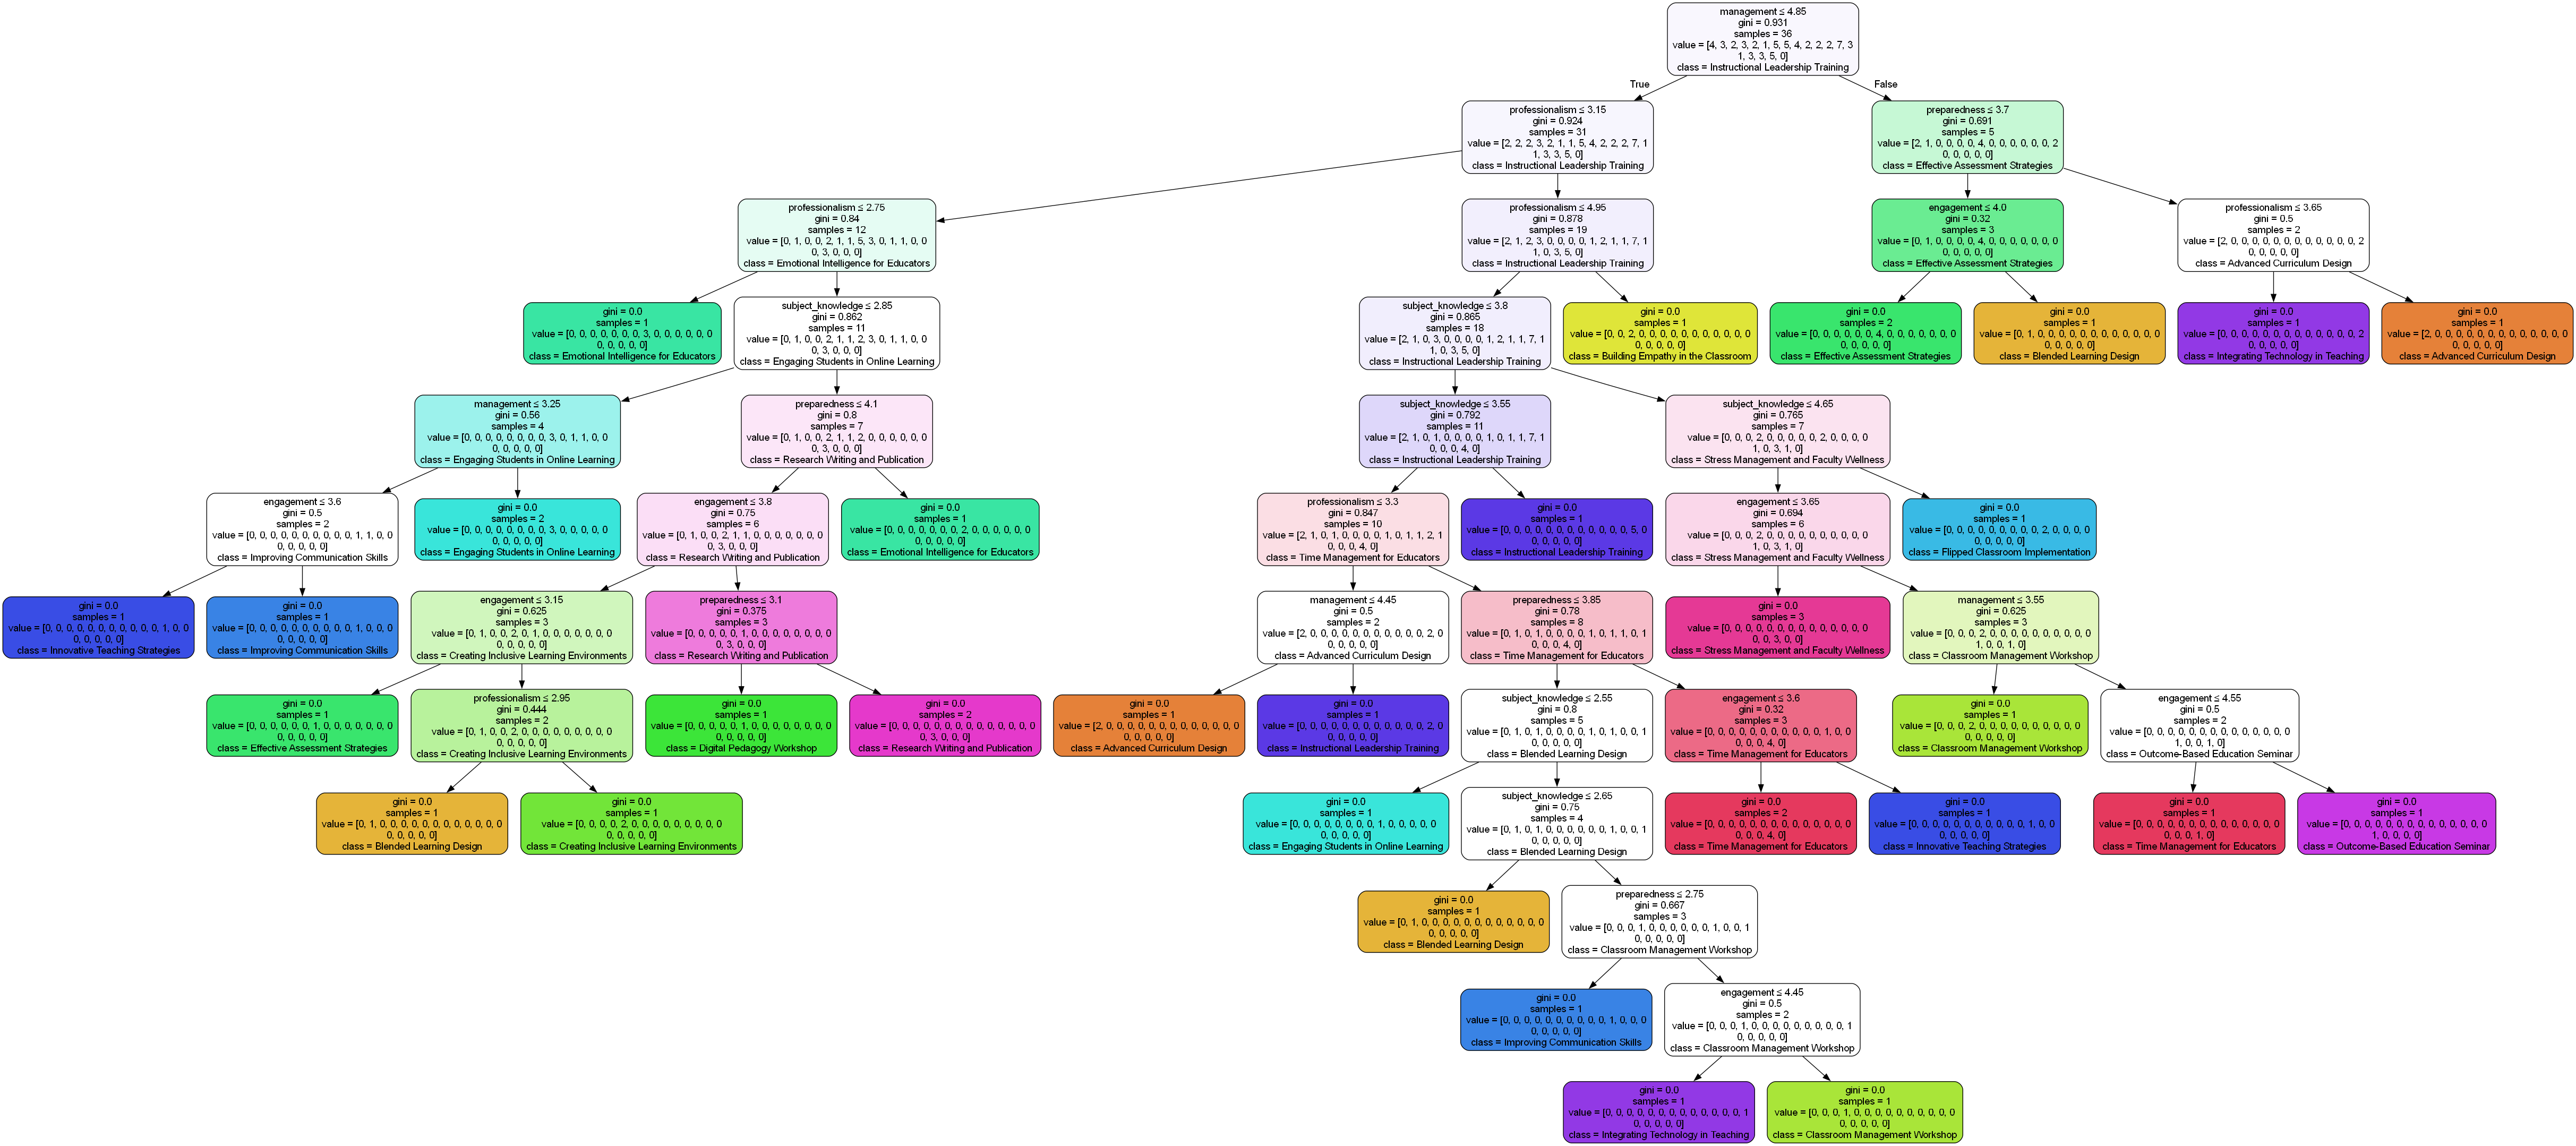 management ≤ 4.85
gini = 0.931
samples = 36
value = [4, 3, 2, 3, 2, 1, 5, 5, 4, 2, 2, 2, 7, 3
1, 3, 3, 5, 0]
class = Instructional Leadership Training
True
False
professionalism ≤ 3.15
gini = 0.924
samples = 31
value = [2, 2, 2, 3, 2, 1, 1, 5, 4, 2, 2, 2, 7, 1
1, 3, 3, 5, 0]
class = Instructional Leadership Training
preparedness ≤ 3.7
gini = 0.691
samples = 5
value = [2, 1, 0, 0, 0, 0, 4, 0, 0, 0, 0, 0, 0, 2
0, 0, 0, 0, 0]
class = Effective Assessment Strategies
professionalism ≤ 2.75
gini = 0.84
samples = 12
value = [0, 1, 0, 0, 2, 1, 1, 5, 3, 0, 1, 1, 0, 0
0, 3, 0, 0, 0]
class = Emotional Intelligence for Educators
professionalism ≤ 4.95
gini = 0.878
samples = 19
value = [2, 1, 2, 3, 0, 0, 0, 0, 1, 2, 1, 1, 7, 1
1, 0, 3, 5, 0]
class = Instructional Leadership Training
engagement ≤ 4.0
gini = 0.32
samples = 3
value = [0, 1, 0, 0, 0, 0, 4, 0, 0, 0, 0, 0, 0, 0
0, 0, 0, 0, 0]
class = Effective Assessment Strategies
professionalism ≤ 3.65
gini = 0.5
samples = 2
value = [2, 0, 0, 0, 0, 0, 0, 0, 0, 0, 0, 0, 0, 2
0, 0, 0, 0, 0]
class = Advanced Curriculum Design
gini = 0.0
samples = 1
value = [0, 0, 0, 0, 0, 0, 0, 3, 0, 0, 0, 0, 0, 0
0, 0, 0, 0, 0]
class = Emotional Intelligence for Educators
subject_knowledge ≤ 2.85
gini = 0.862
samples = 11
value = [0, 1, 0, 0, 2, 1, 1, 2, 3, 0, 1, 1, 0, 0
0, 3, 0, 0, 0]
class = Engaging Students in Online Learning
subject_knowledge ≤ 3.8
gini = 0.865
samples = 18
value = [2, 1, 0, 3, 0, 0, 0, 0, 1, 2, 1, 1, 7, 1
1, 0, 3, 5, 0]
class = Instructional Leadership Training
gini = 0.0
samples = 1
value = [0, 0, 2, 0, 0, 0, 0, 0, 0, 0, 0, 0, 0, 0
0, 0, 0, 0, 0]
class = Building Empathy in the Classroom
gini = 0.0
samples = 2
value = [0, 0, 0, 0, 0, 0, 4, 0, 0, 0, 0, 0, 0, 0
0, 0, 0, 0, 0]
class = Effective Assessment Strategies
gini = 0.0
samples = 1
value = [0, 1, 0, 0, 0, 0, 0, 0, 0, 0, 0, 0, 0, 0
0, 0, 0, 0, 0]
class = Blended Learning Design
gini = 0.0
samples = 1
value = [0, 0, 0, 0, 0, 0, 0, 0, 0, 0, 0, 0, 0, 2
0, 0, 0, 0, 0]
class = Integrating Technology in Teaching
gini = 0.0
samples = 1
value = [2, 0, 0, 0, 0, 0, 0, 0, 0, 0, 0, 0, 0, 0
0, 0, 0, 0, 0]
class = Advanced Curriculum Design
management ≤ 3.25
gini = 0.56
samples = 4
value = [0, 0, 0, 0, 0, 0, 0, 0, 3, 0, 1, 1, 0, 0
0, 0, 0, 0, 0]
class = Engaging Students in Online Learning
preparedness ≤ 4.1
gini = 0.8
samples = 7
value = [0, 1, 0, 0, 2, 1, 1, 2, 0, 0, 0, 0, 0, 0
0, 3, 0, 0, 0]
class = Research Writing and Publication
subject_knowledge ≤ 3.55
gini = 0.792
samples = 11
value = [2, 1, 0, 1, 0, 0, 0, 0, 1, 0, 1, 1, 7, 1
0, 0, 0, 4, 0]
class = Instructional Leadership Training
subject_knowledge ≤ 4.65
gini = 0.765
samples = 7
value = [0, 0, 0, 2, 0, 0, 0, 0, 0, 2, 0, 0, 0, 0
1, 0, 3, 1, 0]
class = Stress Management and Faculty Wellness
engagement ≤ 3.6
gini = 0.5
samples = 2
value = [0, 0, 0, 0, 0, 0, 0, 0, 0, 0, 1, 1, 0, 0
0, 0, 0, 0, 0]
class = Improving Communication Skills
gini = 0.0
samples = 2
value = [0, 0, 0, 0, 0, 0, 0, 0, 3, 0, 0, 0, 0, 0
0, 0, 0, 0, 0]
class = Engaging Students in Online Learning
engagement ≤ 3.8
gini = 0.75
samples = 6
value = [0, 1, 0, 0, 2, 1, 1, 0, 0, 0, 0, 0, 0, 0
0, 3, 0, 0, 0]
class = Research Writing and Publication
gini = 0.0
samples = 1
value = [0, 0, 0, 0, 0, 0, 0, 2, 0, 0, 0, 0, 0, 0
0, 0, 0, 0, 0]
class = Emotional Intelligence for Educators
professionalism ≤ 3.3
gini = 0.847
samples = 10
value = [2, 1, 0, 1, 0, 0, 0, 0, 1, 0, 1, 1, 2, 1
0, 0, 0, 4, 0]
class = Time Management for Educators
gini = 0.0
samples = 1
value = [0, 0, 0, 0, 0, 0, 0, 0, 0, 0, 0, 0, 5, 0
0, 0, 0, 0, 0]
class = Instructional Leadership Training
engagement ≤ 3.65
gini = 0.694
samples = 6
value = [0, 0, 0, 2, 0, 0, 0, 0, 0, 0, 0, 0, 0, 0
1, 0, 3, 1, 0]
class = Stress Management and Faculty Wellness
gini = 0.0
samples = 1
value = [0, 0, 0, 0, 0, 0, 0, 0, 0, 2, 0, 0, 0, 0
0, 0, 0, 0, 0]
class = Flipped Classroom Implementation
gini = 0.0
samples = 1
value = [0, 0, 0, 0, 0, 0, 0, 0, 0, 0, 0, 1, 0, 0
0, 0, 0, 0, 0]
class = Innovative Teaching Strategies
gini = 0.0
samples = 1
value = [0, 0, 0, 0, 0, 0, 0, 0, 0, 0, 1, 0, 0, 0
0, 0, 0, 0, 0]
class = Improving Communication Skills
engagement ≤ 3.15
gini = 0.625
samples = 3
value = [0, 1, 0, 0, 2, 0, 1, 0, 0, 0, 0, 0, 0, 0
0, 0, 0, 0, 0]
class = Creating Inclusive Learning Environments
preparedness ≤ 3.1
gini = 0.375
samples = 3
value = [0, 0, 0, 0, 0, 1, 0, 0, 0, 0, 0, 0, 0, 0
0, 3, 0, 0, 0]
class = Research Writing and Publication
management ≤ 4.45
gini = 0.5
samples = 2
value = [2, 0, 0, 0, 0, 0, 0, 0, 0, 0, 0, 0, 2, 0
0, 0, 0, 0, 0]
class = Advanced Curriculum Design
preparedness ≤ 3.85
gini = 0.78
samples = 8
value = [0, 1, 0, 1, 0, 0, 0, 0, 1, 0, 1, 1, 0, 1
0, 0, 0, 4, 0]
class = Time Management for Educators
gini = 0.0
samples = 3
value = [0, 0, 0, 0, 0, 0, 0, 0, 0, 0, 0, 0, 0, 0
0, 0, 3, 0, 0]
class = Stress Management and Faculty Wellness
management ≤ 3.55
gini = 0.625
samples = 3
value = [0, 0, 0, 2, 0, 0, 0, 0, 0, 0, 0, 0, 0, 0
1, 0, 0, 1, 0]
class = Classroom Management Workshop
gini = 0.0
samples = 1
value = [0, 0, 0, 0, 0, 0, 1, 0, 0, 0, 0, 0, 0, 0
0, 0, 0, 0, 0]
class = Effective Assessment Strategies
professionalism ≤ 2.95
gini = 0.444
samples = 2
value = [0, 1, 0, 0, 2, 0, 0, 0, 0, 0, 0, 0, 0, 0
0, 0, 0, 0, 0]
class = Creating Inclusive Learning Environments
gini = 0.0
samples = 1
value = [0, 0, 0, 0, 0, 1, 0, 0, 0, 0, 0, 0, 0, 0
0, 0, 0, 0, 0]
class = Digital Pedagogy Workshop
gini = 0.0
samples = 2
value = [0, 0, 0, 0, 0, 0, 0, 0, 0, 0, 0, 0, 0, 0
0, 3, 0, 0, 0]
class = Research Writing and Publication
gini = 0.0
samples = 1
value = [2, 0, 0, 0, 0, 0, 0, 0, 0, 0, 0, 0, 0, 0
0, 0, 0, 0, 0]
class = Advanced Curriculum Design
gini = 0.0
samples = 1
value = [0, 0, 0, 0, 0, 0, 0, 0, 0, 0, 0, 0, 2, 0
0, 0, 0, 0, 0]
class = Instructional Leadership Training
subject_knowledge ≤ 2.55
gini = 0.8
samples = 5
value = [0, 1, 0, 1, 0, 0, 0, 0, 1, 0, 1, 0, 0, 1
0, 0, 0, 0, 0]
class = Blended Learning Design
engagement ≤ 3.6
gini = 0.32
samples = 3
value = [0, 0, 0, 0, 0, 0, 0, 0, 0, 0, 0, 1, 0, 0
0, 0, 0, 4, 0]
class = Time Management for Educators
gini = 0.0
samples = 1
value = [0, 0, 0, 2, 0, 0, 0, 0, 0, 0, 0, 0, 0, 0
0, 0, 0, 0, 0]
class = Classroom Management Workshop
engagement ≤ 4.55
gini = 0.5
samples = 2
value = [0, 0, 0, 0, 0, 0, 0, 0, 0, 0, 0, 0, 0, 0
1, 0, 0, 1, 0]
class = Outcome-Based Education Seminar
gini = 0.0
samples = 1
value = [0, 1, 0, 0, 0, 0, 0, 0, 0, 0, 0, 0, 0, 0
0, 0, 0, 0, 0]
class = Blended Learning Design
gini = 0.0
samples = 1
value = [0, 0, 0, 0, 2, 0, 0, 0, 0, 0, 0, 0, 0, 0
0, 0, 0, 0, 0]
class = Creating Inclusive Learning Environments
gini = 0.0
samples = 1
value = [0, 0, 0, 0, 0, 0, 0, 0, 1, 0, 0, 0, 0, 0
0, 0, 0, 0, 0]
class = Engaging Students in Online Learning
subject_knowledge ≤ 2.65
gini = 0.75
samples = 4
value = [0, 1, 0, 1, 0, 0, 0, 0, 0, 0, 1, 0, 0, 1
0, 0, 0, 0, 0]
class = Blended Learning Design
gini = 0.0
samples = 2
value = [0, 0, 0, 0, 0, 0, 0, 0, 0, 0, 0, 0, 0, 0
0, 0, 0, 4, 0]
class = Time Management for Educators
gini = 0.0
samples = 1
value = [0, 0, 0, 0, 0, 0, 0, 0, 0, 0, 0, 1, 0, 0
0, 0, 0, 0, 0]
class = Innovative Teaching Strategies
gini = 0.0
samples = 1
value = [0, 0, 0, 0, 0, 0, 0, 0, 0, 0, 0, 0, 0, 0
0, 0, 0, 1, 0]
class = Time Management for Educators
gini = 0.0
samples = 1
value = [0, 0, 0, 0, 0, 0, 0, 0, 0, 0, 0, 0, 0, 0
1, 0, 0, 0, 0]
class = Outcome-Based Education Seminar
gini = 0.0
samples = 1
value = [0, 1, 0, 0, 0, 0, 0, 0, 0, 0, 0, 0, 0, 0
0, 0, 0, 0, 0]
class = Blended Learning Design
preparedness ≤ 2.75
gini = 0.667
samples = 3
value = [0, 0, 0, 1, 0, 0, 0, 0, 0, 0, 1, 0, 0, 1
0, 0, 0, 0, 0]
class = Classroom Management Workshop
gini = 0.0
samples = 1
value = [0, 0, 0, 0, 0, 0, 0, 0, 0, 0, 1, 0, 0, 0
0, 0, 0, 0, 0]
class = Improving Communication Skills
engagement ≤ 4.45
gini = 0.5
samples = 2
value = [0, 0, 0, 1, 0, 0, 0, 0, 0, 0, 0, 0, 0, 1
0, 0, 0, 0, 0]
class = Classroom Management Workshop
gini = 0.0
samples = 1
value = [0, 0, 0, 0, 0, 0, 0, 0, 0, 0, 0, 0, 0, 1
0, 0, 0, 0, 0]
class = Integrating Technology in Teaching
gini = 0.0
samples = 1
value = [0, 0, 0, 1, 0, 0, 0, 0, 0, 0, 0, 0, 0, 0
0, 0, 0, 0, 0]
class = Classroom Management Workshop